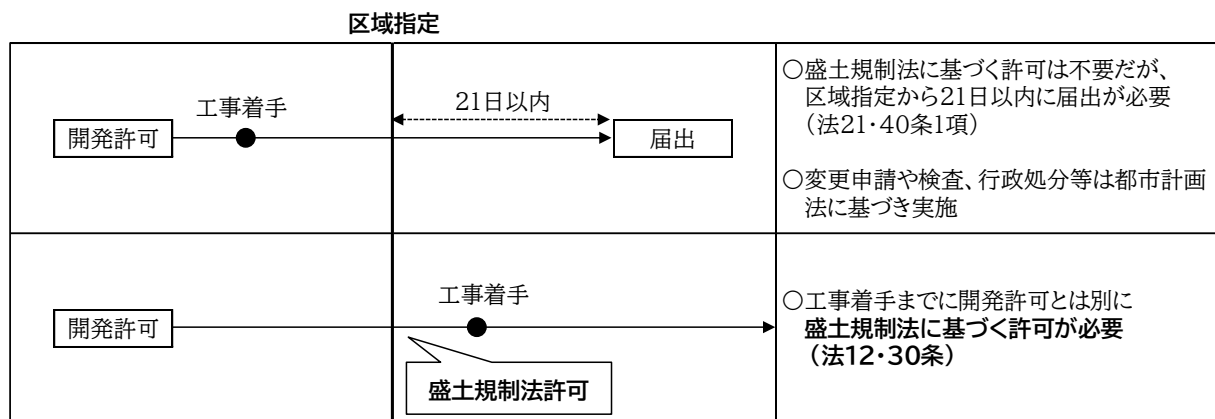 区域指定
工事着手
21日以内
開発許可
届出
○盛土規制法に基づく許可は不要だが、
区域指定から21日以内に届出が必要
（法21・40条1項）
○変更申請や検査、行政処分等は都市計画
法に基づき実施
工事着手
開発許可
盛土規制法許可
○工事着手までに開発許可とは別に
盛土規制法に基づく許可が必要
（法12・30条）